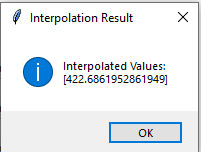 Interpolation Result
Interpolated Values:
[422.6861952861949]
OK